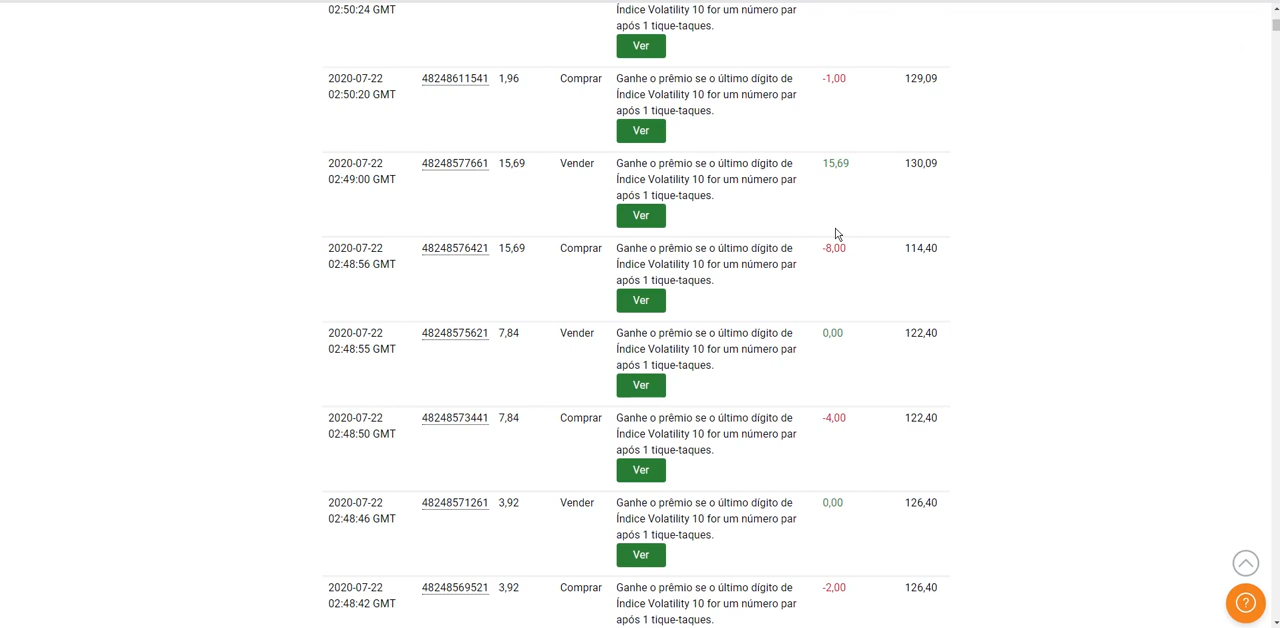 02:50:24 GMT Índice Volatility 10 for um número par
após 1 tique-taques.
Ver
2020-07-22 48248611541 1,96 Comprar Ganhe o prêmio se o último dígito de -1,00 129,09
02:50:20 GMT Índice Volatility 10 for um número par
após 1 tique-taques.
Ver
2020-07-22 48248577661 15,69 Vender Ganhe o prêmio se o último dígito de 15,69 130,09
02:49:00 GMT Índice Volatility 10 for um número par
após 1 tique-taques.
Ver
2020-07-22 48248576421 15,69 Comprar Ganhe o prêmio se o último dígito de -8,00 114,40
02:48:56 GMT Índice Volatility 10 for um número par
após 1 tique-taques.
Ver
2020-07-22 48248575621 7,84 Vender Ganhe o prêmio se o último dígito de 0,00 122,40
02:48:55 GMT Índice Volatility 10 for um número par
após 1 tique-taques.
Ver
2020-07-22 48248573441 7,84 Comprar Ganhe o prêmio se o último dígito de -4,00 122,40
02:48:50 GMT Índice Volatility 10 for um número par
após 1 tique-taques.
Ver
2020-07-22 48248571261 3,92 Vender Ganhe o prêmio se o último dígito de 0,00 126,40
02:48:46 GMT Índice Volatility 10 for um número par
após 1 tique-taques.
Ver
2020-07-22 48248569521 3,92 Comprar Ganhe o prêmio se o último dígito de -2,00 126,40
02:48:42 GMT Índice Volatility 10 for um número par
após 1 tique-taques.